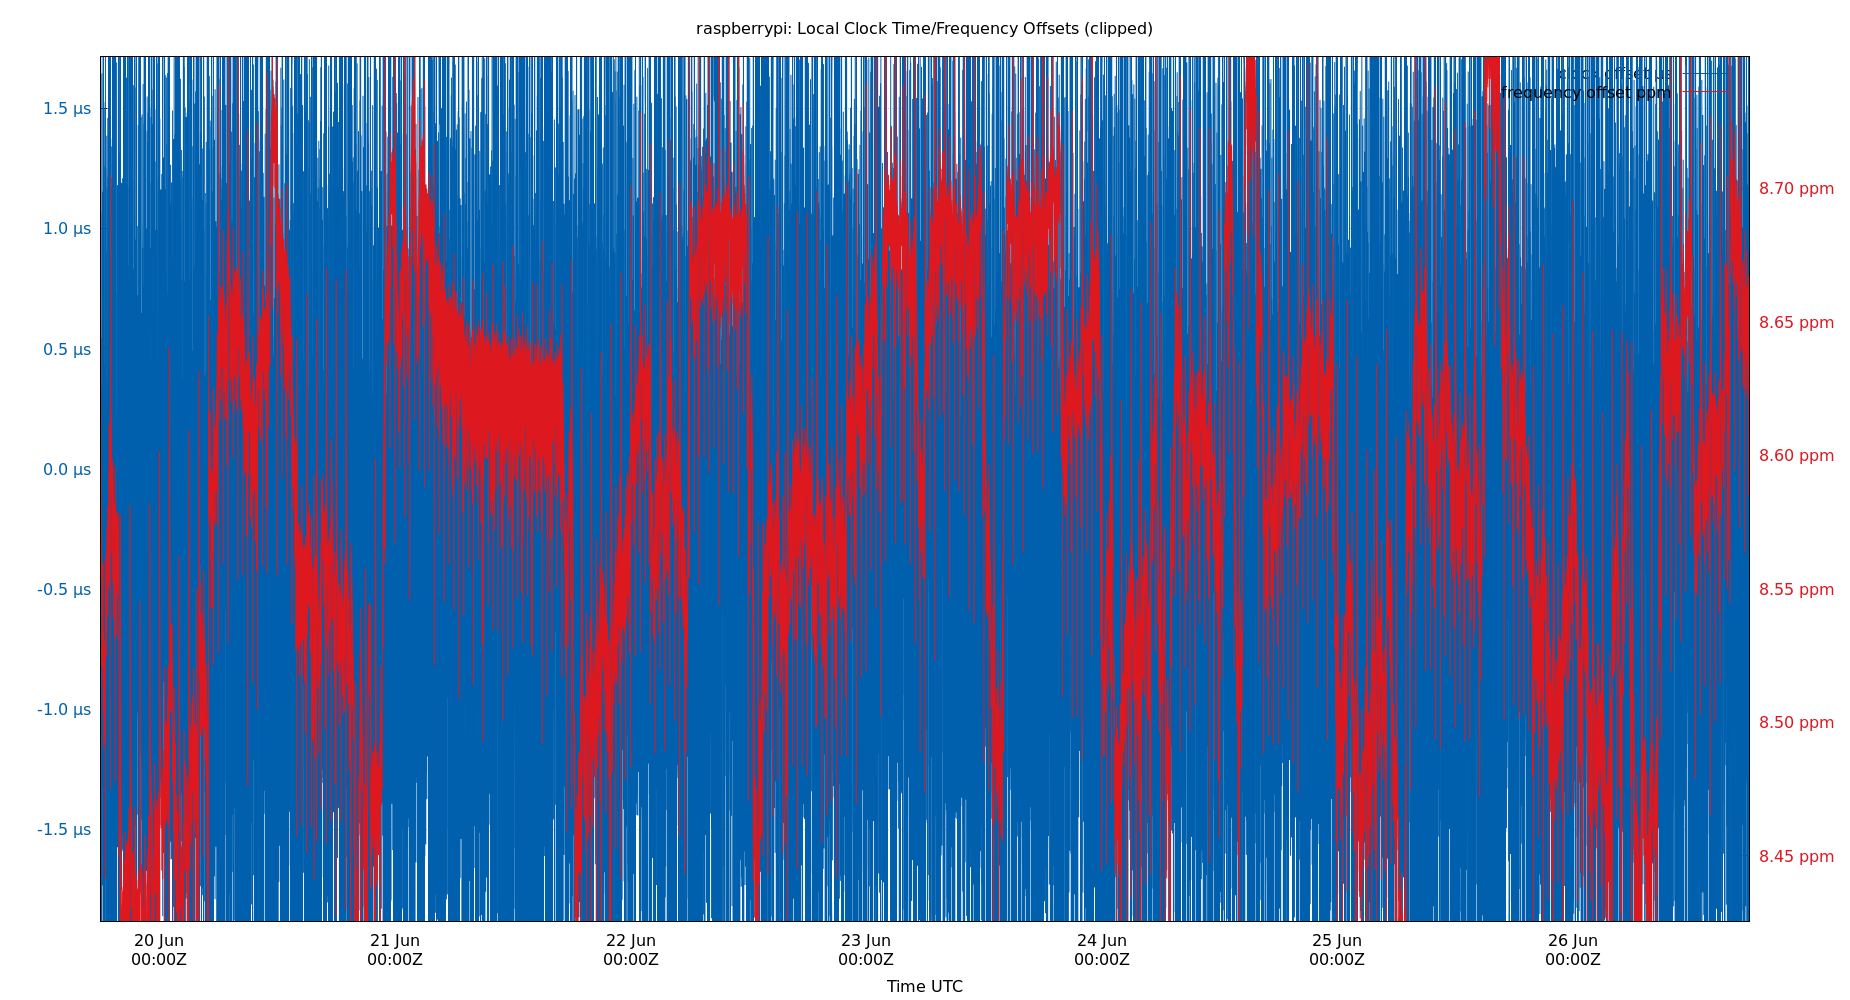 raspberrypi: Local Clock Time/Frequency Offsets (clipped)
clock offset μs
frequency offset ppm
1.5 μs
1.0 μs
0.5 μs
0.0 μs
-0.5 μs
-1.0 μs
-1.5 μs
8.70 ppm
8.65 ppm
8.60 ppm
8.55 ppm
8.50 ppm
8.45 ppm
20 Jun 21 Jun 22 Jun 23 Jun 24 Jun 25 Jun 26 Jun
00:00Z 00:00Z 00:00Z 00:00Z 00:00Z 00:00Z 00:00Z
Time UTC